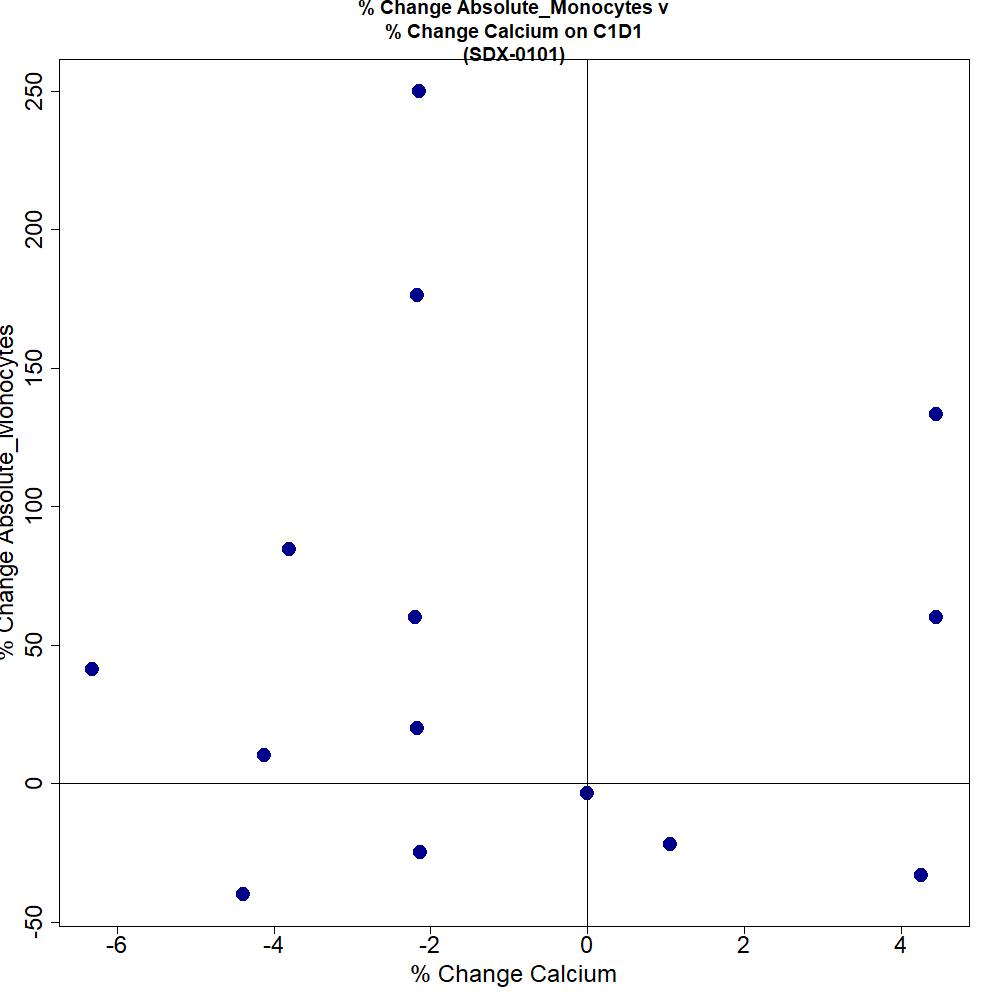 % Change Absolute_Monocytes v
% Change Calcium on C1D1
(SDX-0101)
% Change Absolute_Monocytes
250
200
150
100
50
0
-50
-6
-4
-2
0
2
4
% Change Calcium